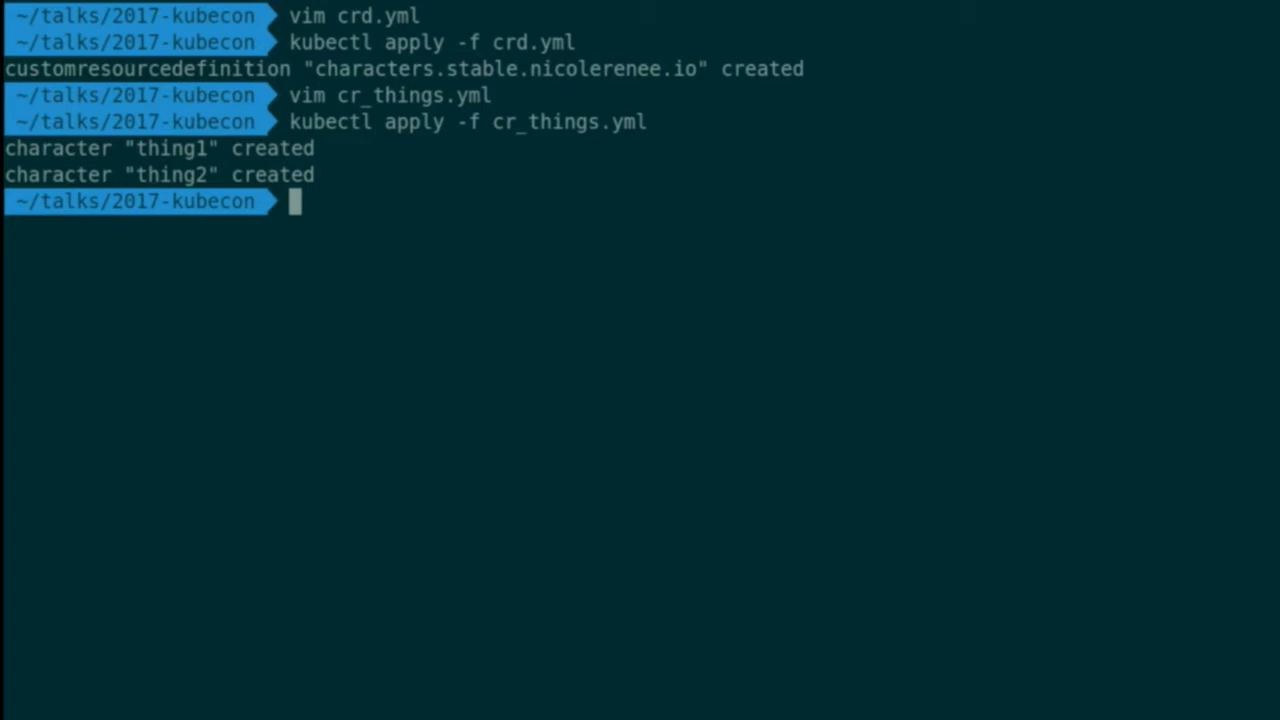 ~/talks/2017-kubecon vim crd.yml
~/talks/2017-kubecon kubectl apply -f crd.yml
customresourcedefinition "characters.stable.nicolerenee.io" created
~/talks/2017-kubecon vim cr_things.yml
~/talks/2017-kubecon kubectl apply -f cr_things.yml
character "thing1" created
character "thing2" created
~/talks/2017-kubecon